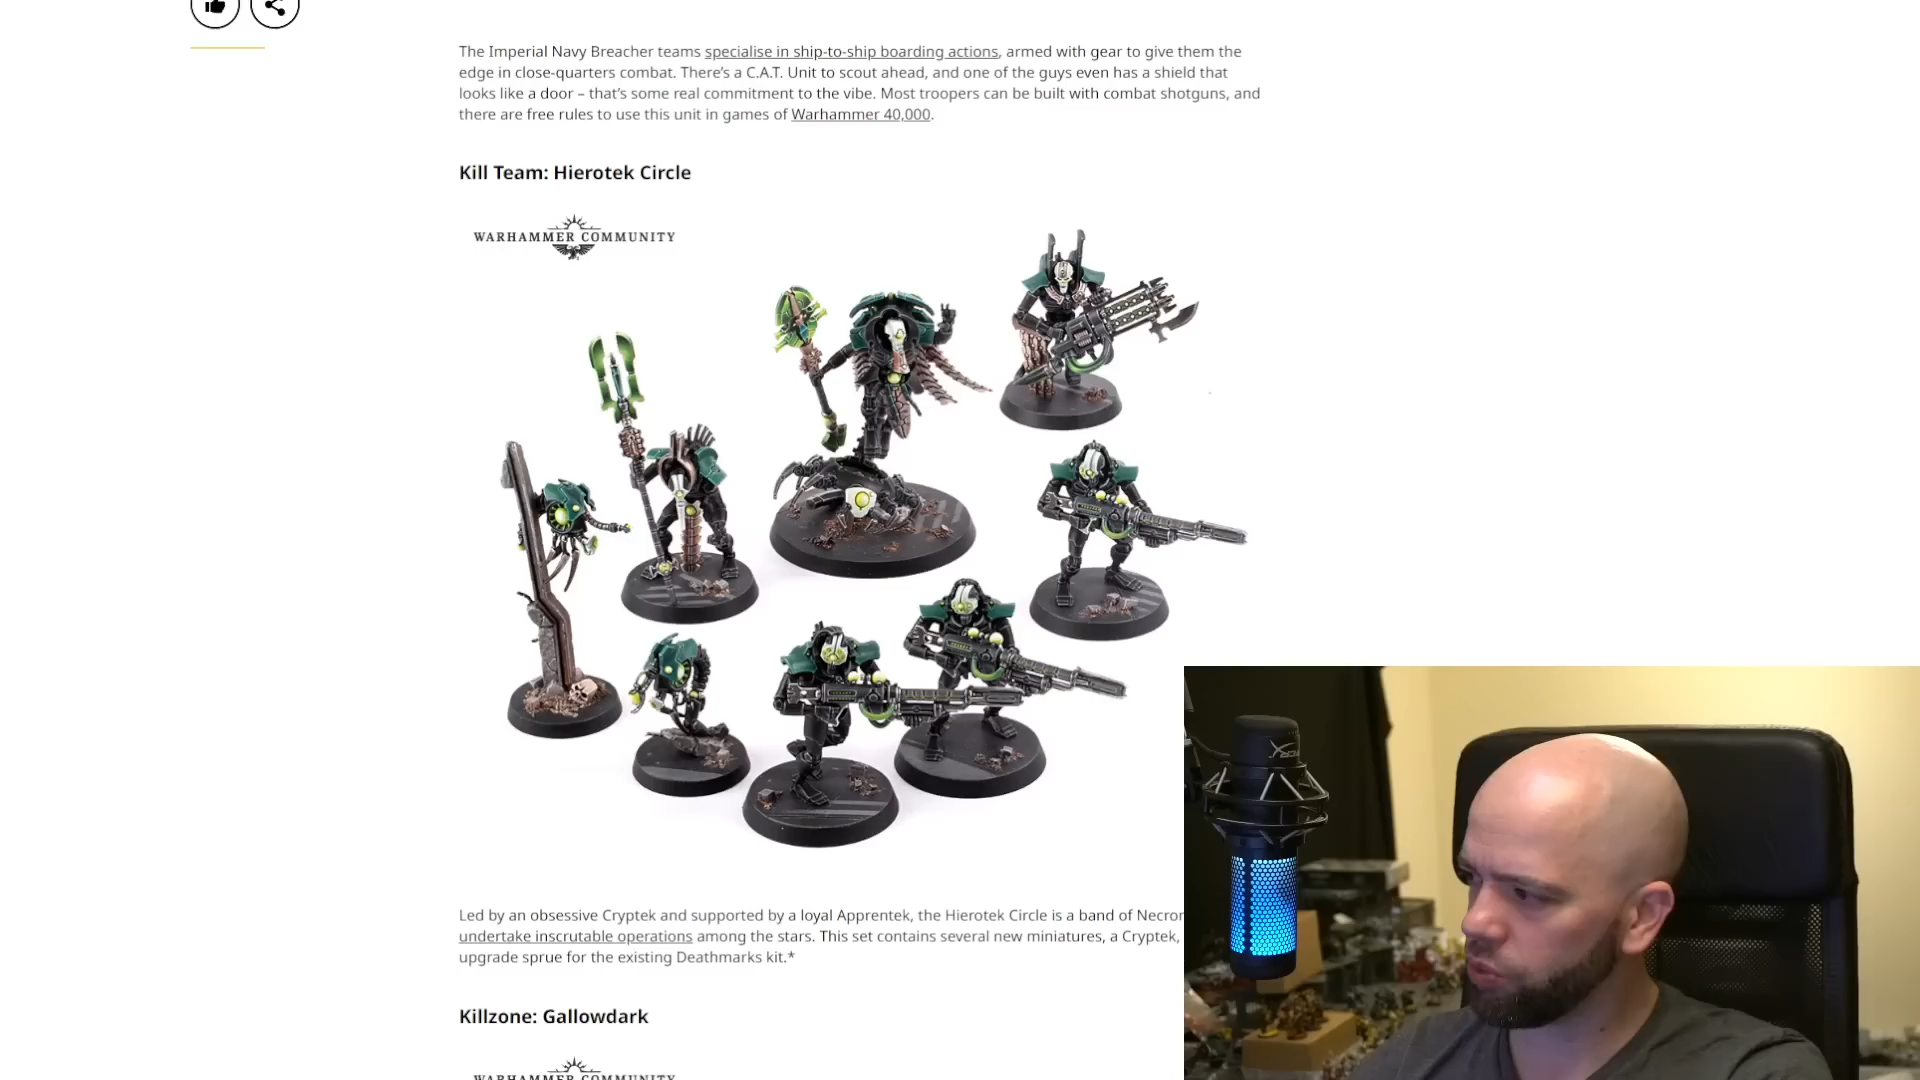 The Imperial Navy Breacher teams specialise in ship-to-ship boarding actions, armed with gear to give them the
edge in close-quarters combat. There's a C.A.T. Unit to scout ahead, and one of the guys even has a shield that
looks like a door – that's some real commitment to the vibe. Most troopers can be built with combat shotguns, and
there are free rules to use this unit in games of Warhammer 40,000.
Kill Team: Hierotek Circle
WARHAMMER COMMUNITY
Led by an obsessive Cryptek and supported by a loyal Apprentek, the Hierotek Circle is a band of Necron
undertake inscrutable operations among the stars. This set contains several new miniatures, a Cryptek,
upgrade sprue for the existing Deathmarks kit.*
Killzone: Gallowdark
WARHAMMER COMMUNITY